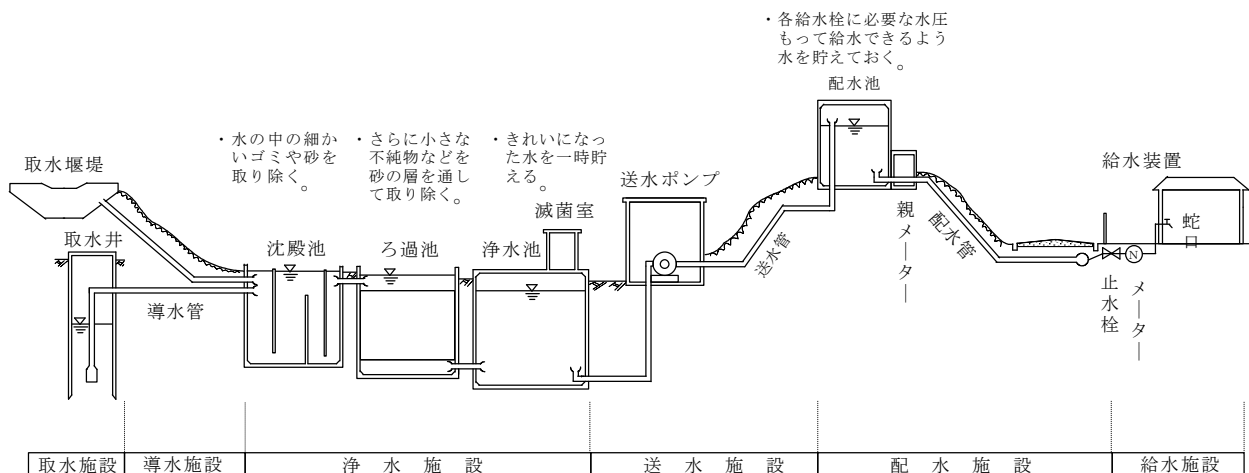 ・各給水栓に必要な水圧
もって給水できるよう
水を貯えておく。
配水池
・水の中の細か
いゴミや砂を
取り除く。
・さらに小さな
不純物などを
砂の層を通し
て取り除く。
・きれいになっ
た水を一時貯
える。
取水堰堤
送水ポンプ
給水装置
滅菌室
取水井
沈殿池
ろ過池
浄水池
導水管
送水管
親メーター
配水管
蛇
止水栓
N
メーター
取水施設
導水施設
浄水施設
送水施設
配水施設
給水施設